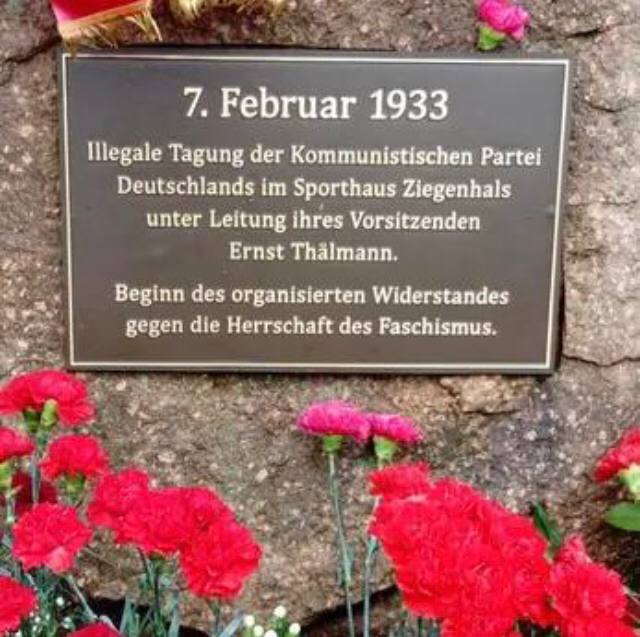 7. Februar 1933
Illegale Tagung der Kommunistischen Partei
Deutschlands im Sporthaus Ziegenhals
unter Leitung ihres Vorsitzenden
Ernst Thälmann.
Beginn des organisierten Widerstandes
gegen die Herrschaft des Faschismus.